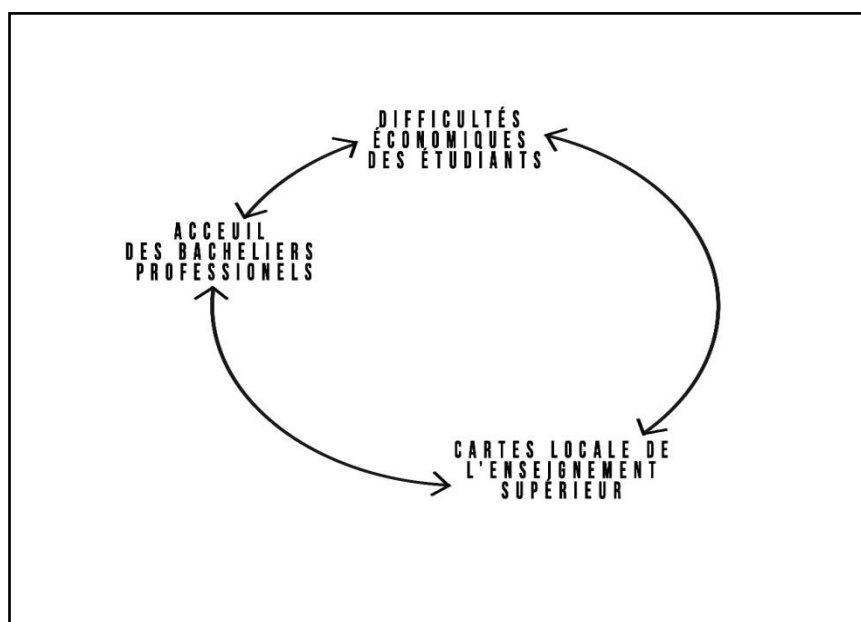 DIFFICULTÉS
ÉCONOMIQUES
DES ÉTUDIANTS
ACCEUIL
DES BACHELIERS
PROFESSIONELS
CARTES LOCALE DE
L'ENSEIGNEMENT
SUPÉRIEUR